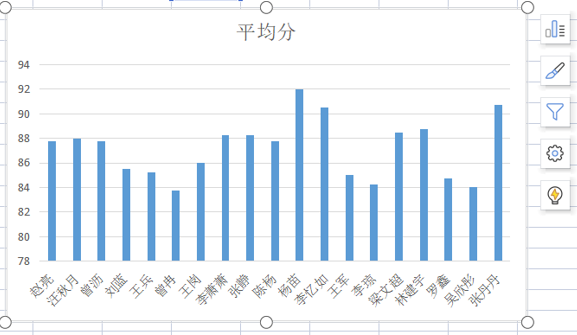 平均分
94
92
90
88
86
84
82
80
78
赵亮
汪秋月
曾沥
刘蓝
王兵
曾冉
王岗
李萧萧
张静
陈杨
杨苗
李忆如
王军
李琼
梁文超
林建宇
罗鑫
吴欣彤
张丹丹